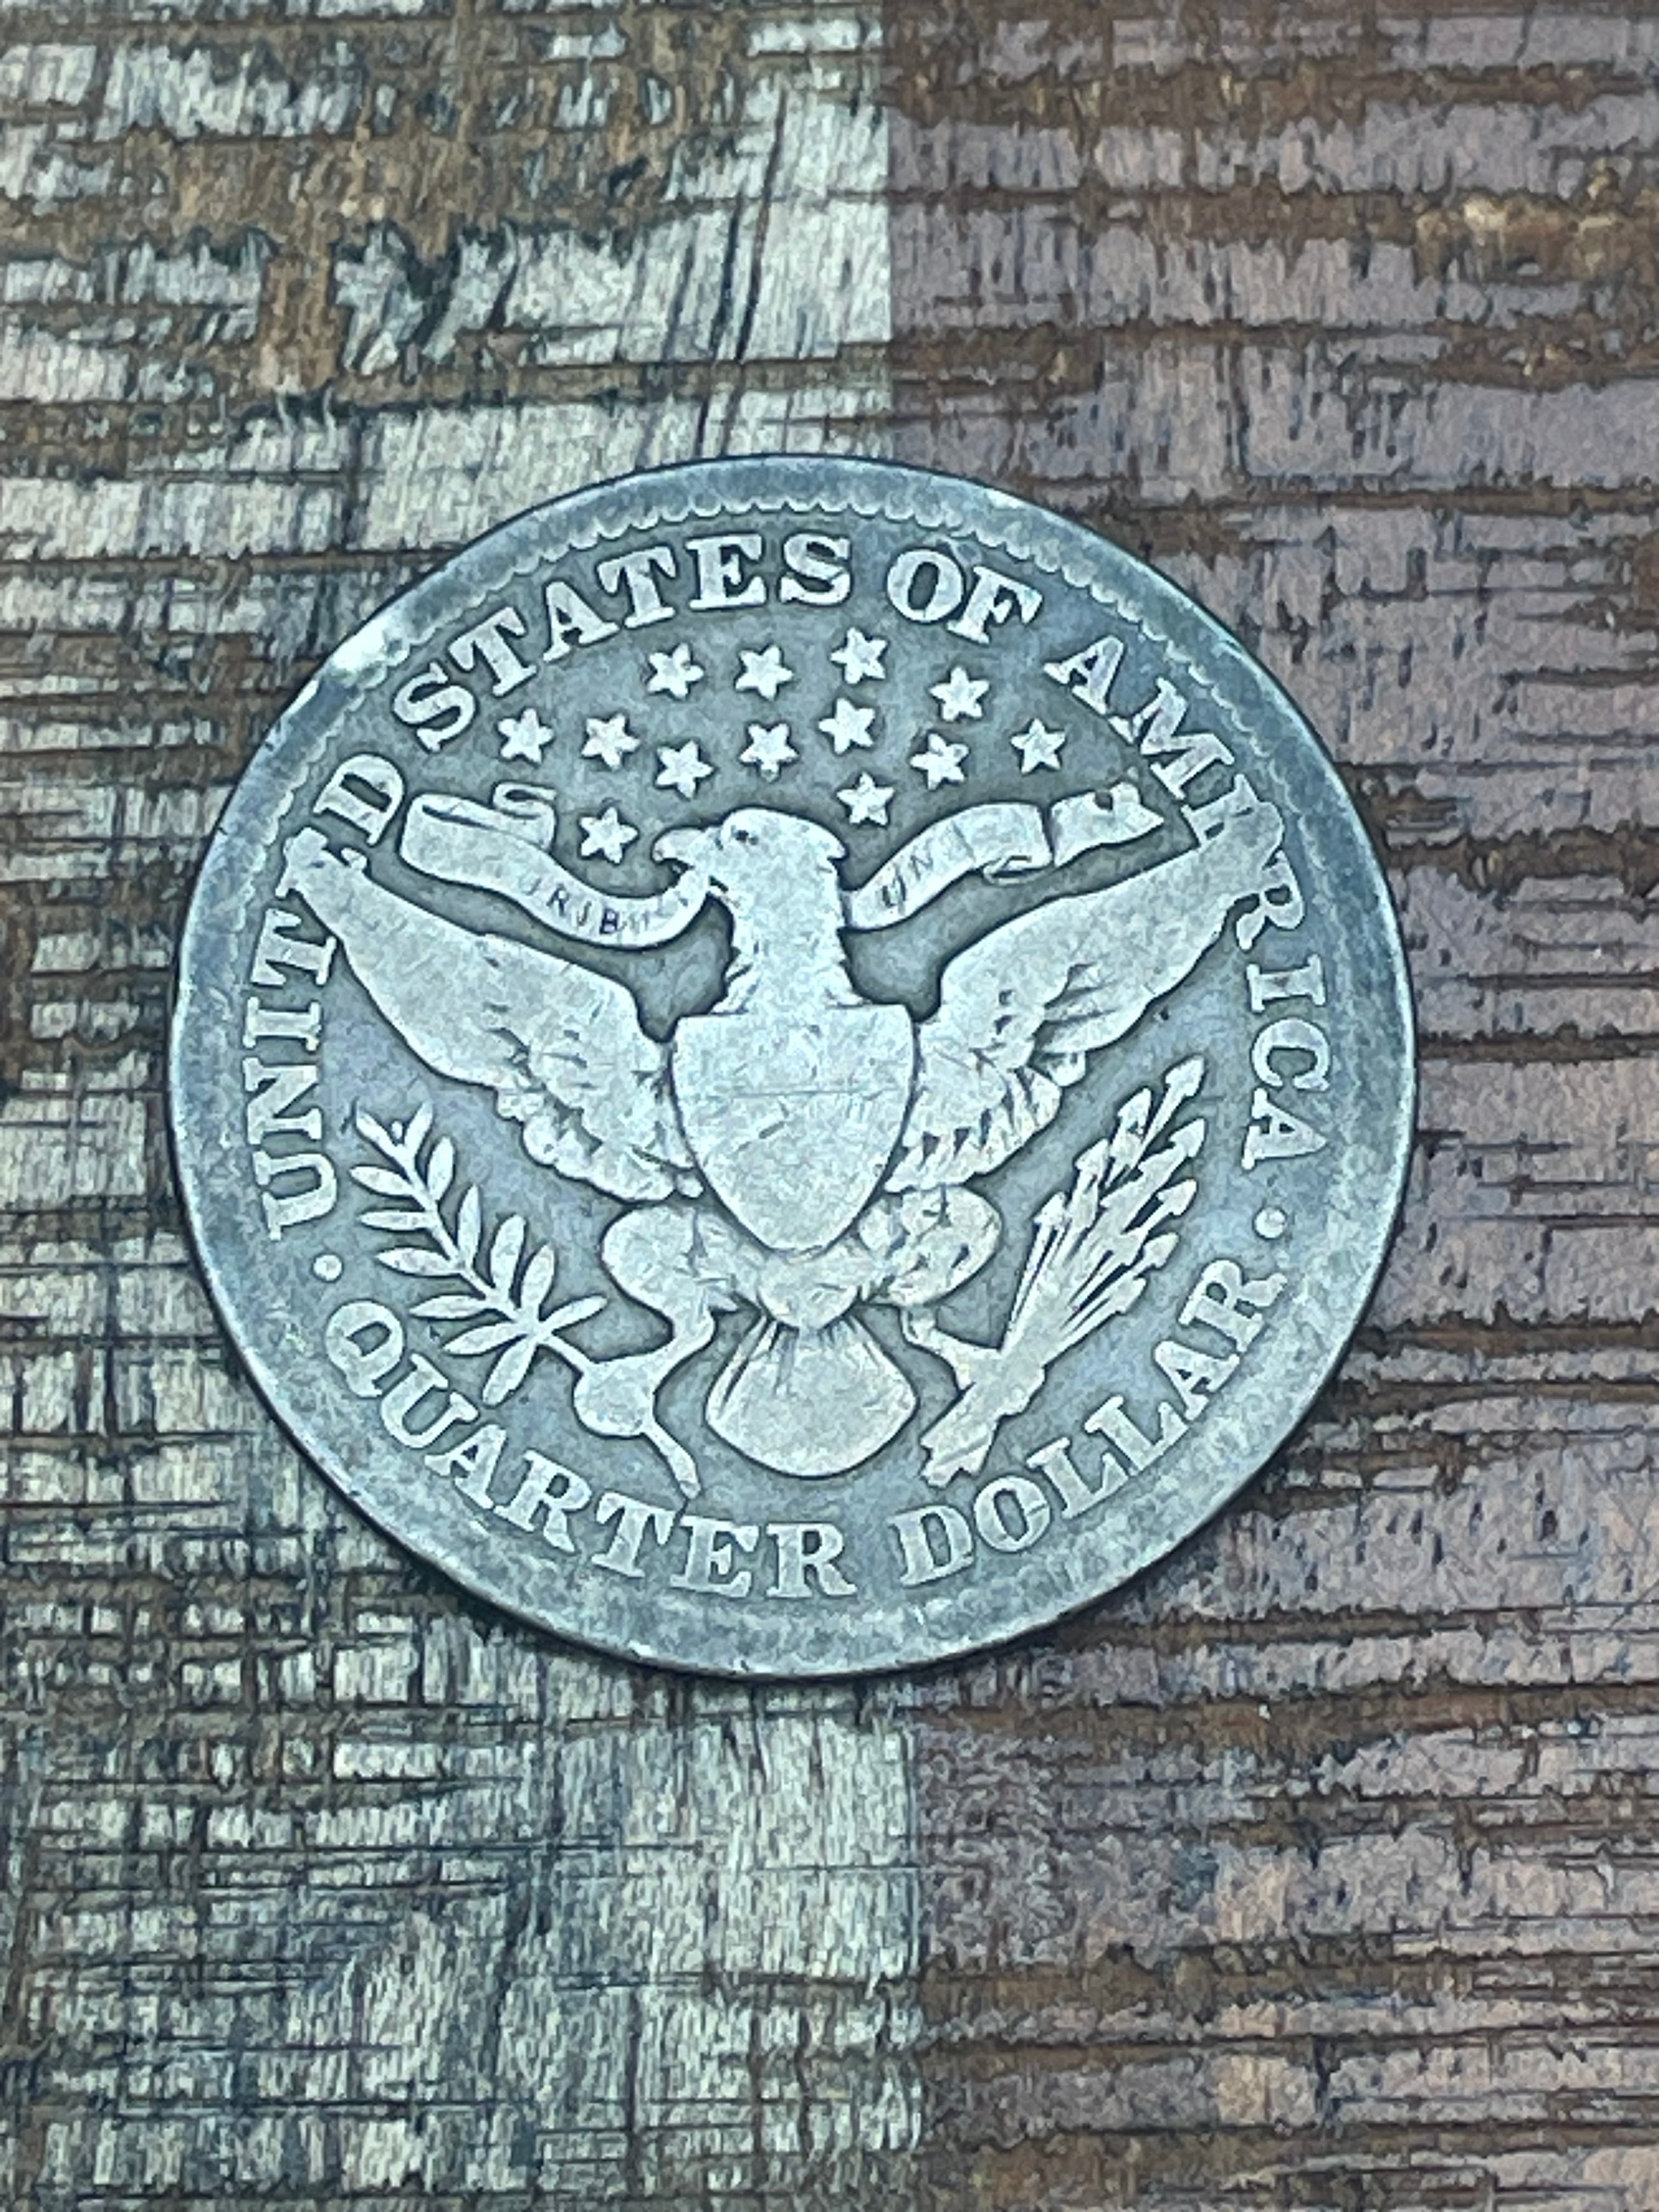 UNITED STATES OF AMERICA
· QUARTER DOLLAR ·